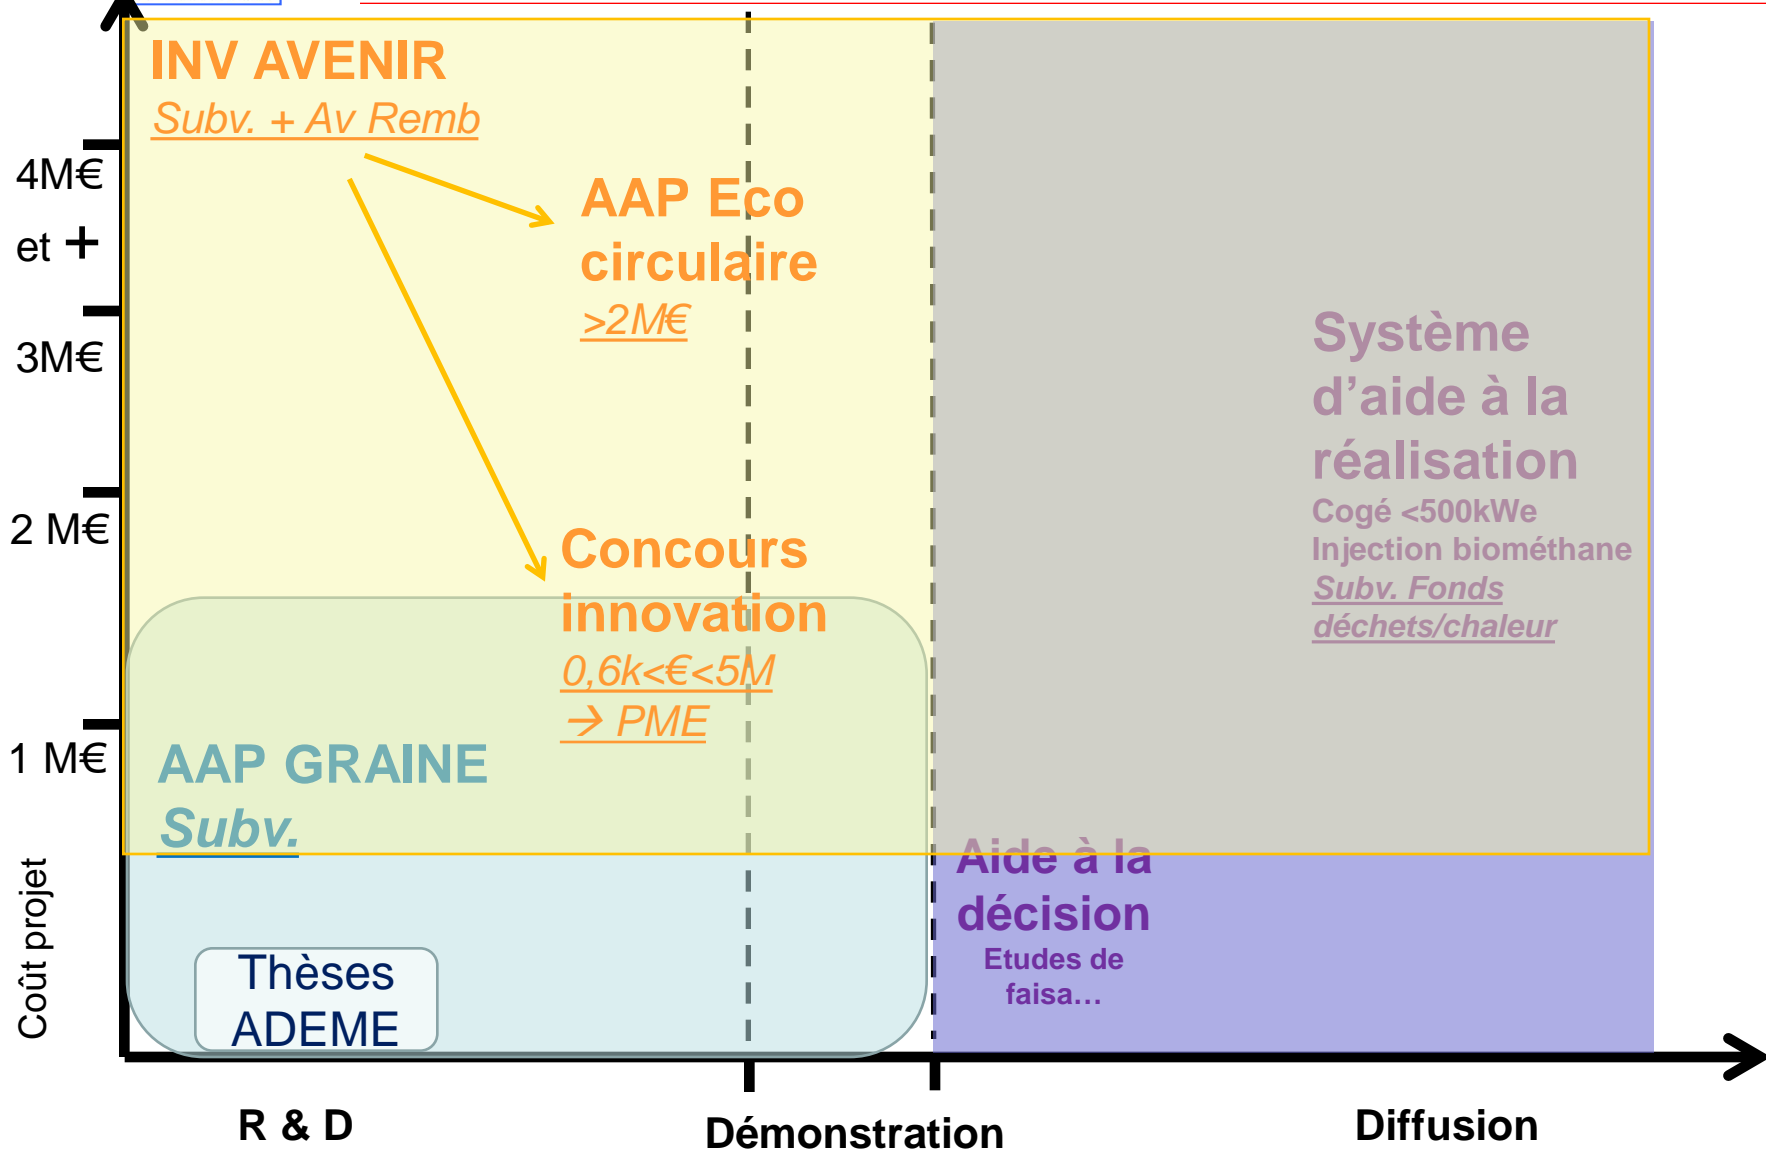 INV AVENIR
Subv. + Av Remb
4M€
et +
3M€
2 M€
1 M€
Coût projet
AAP Eco
circulaire
>2M€
Concours
innovation
0,6k<€<5M
→ PME
AAP GRAINE
Subv.
Thèses
ADEME
Système
d’aide à la
réalisation
Cogé <500kWe
Injection biométhane
Subv. Fonds
déchets/chaleur
Aide à la
décision
Etudes de
faisa…
R & D
Démonstration
Diffusion